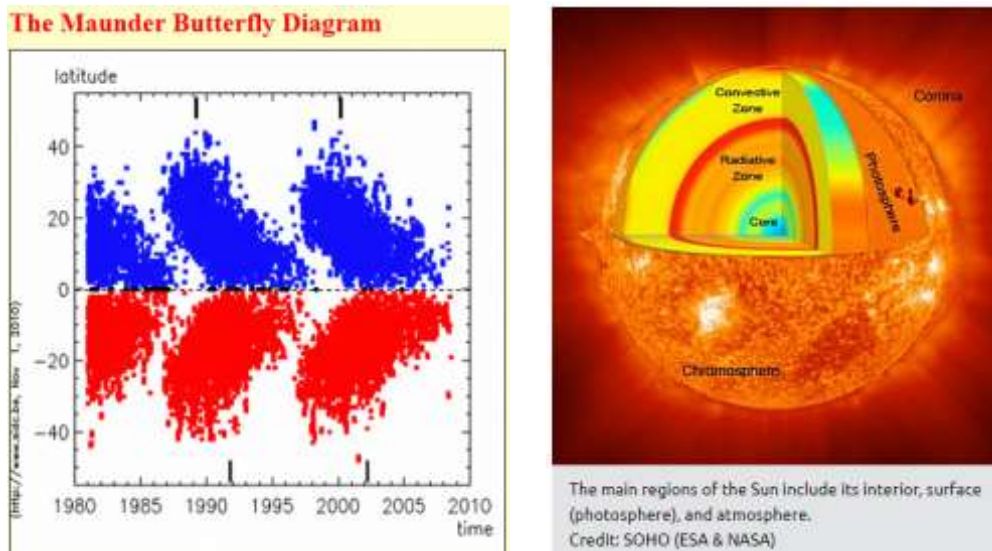 The Maunder Butterfly Diagram
latitude
40
20
0
−20
−40
1980 1985 1990 1995 2000 2005 2010
time
(http://www.sidc.be, Nov 1, 2010)
Convective
Zone
Radiative
Zone
Core
Photosphere
Corona
Chromosphere
The main regions of the Sun include its interior, surface
(photosphere), and atmosphere.
Credit: SOHO (ESA & NASA)